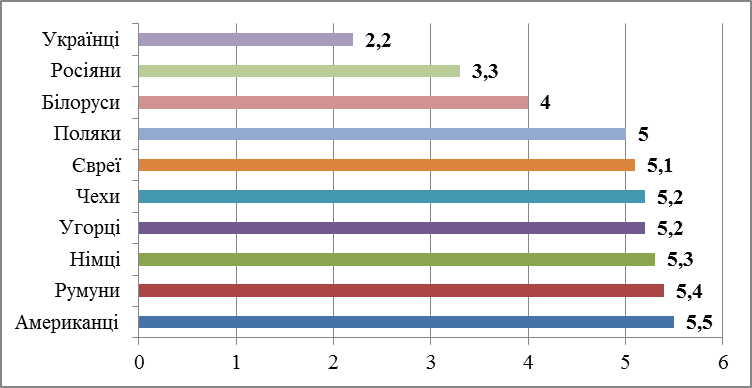 Українці 2,2
Росіяни 3,3
Білоруси 4
Поляки 5
Євреї 5,1
Чехи 5,2
Угорці 5,2
Німці 5,3
Румуни 5,4
Американці 5,5
0 1 2 3 4 5 6